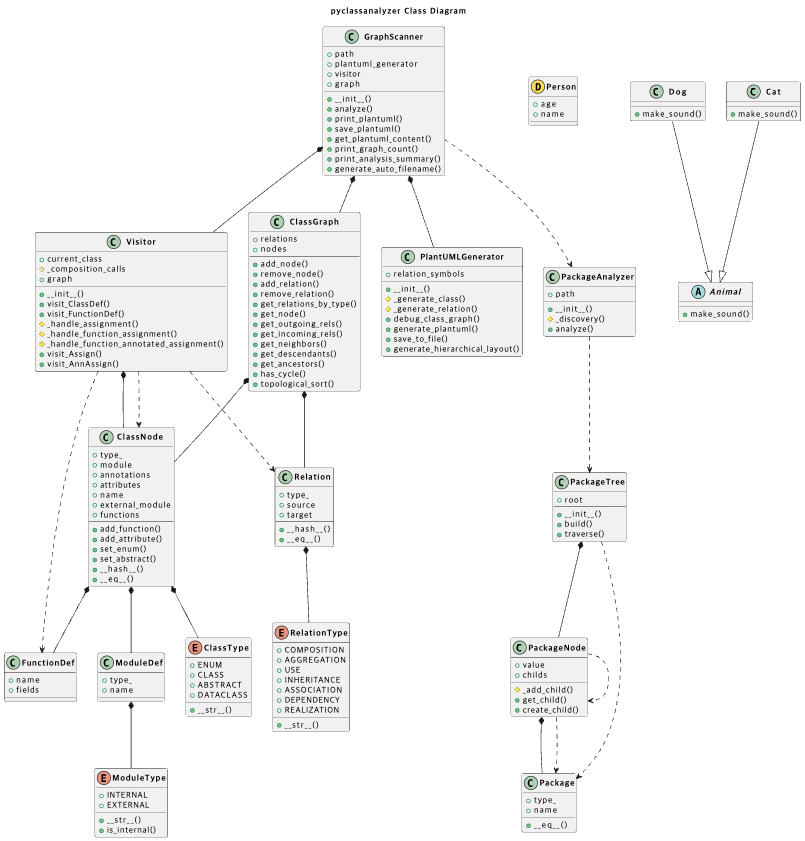 pyclassanalyzer Class Diagram
C GraphScanner
path
plantuml_generator
visitor
graph
__init__()
analyze()
print_plantuml()
save_plantuml()
get_plantuml_content()
print_graph_count()
print_analysis_summary()
generate_auto_filename()
D Person
age
name
C Dog
make_sound()
C Cat
make_sound()
C Visitor
current_class
_composition_calls
graph
__init__()
visit_ClassDef()
visit_FunctionDef()
_handle_assignment()
_handle_function_assignment()
_handle_function_annotated_assignment()
visit_Assign()
visit_AnnAssign()
C ClassGraph
relations
nodes
add_node()
remove_node()
add_relation()
remove_relation()
get_relations_by_type()
get_node()
get_outgoing_rels()
get_incoming_rels()
get_neighbors()
get_descendants()
get_ancestors()
has_cycle()
topological_sort()
C PlantUMLGenerator
relation_symbols
__init__()
_generate_class()
_generate_relation()
debug_class_graph()
generate_plantuml()
save_to_file()
generate_hierarchical_layout()
C PackageAnalyzer
path
__init__()
_discovery()
analyze()
A Animal
make_sound()
C ClassNode
type_
module
annotations
attributes
name
external_module
functions
add_function()
add_attribute()
set_enum()
set_abstract()
__hash__()
__eq__()
C Relation
type_
source
target
__hash__()
__eq__()
C PackageTree
root
__init__()
build()
traverse()
C FunctionDef
name
fields
C ModuleDef
type_
name
E ClassType
ENUM
CLASS
ABSTRACT
DATACLASS
__str__()
E RelationType
COMPOSITION
AGGREGATION
USE
INHERITANCE
ASSOCIATION
DEPENDENCY
REALIZATION
__str__()
C PackageNode
value
childs
_add_child()
get_child()
create_child()
E ModuleType
INTERNAL
EXTERNAL
__str__()
is_internal()
C Package
type_
name
__eq__()